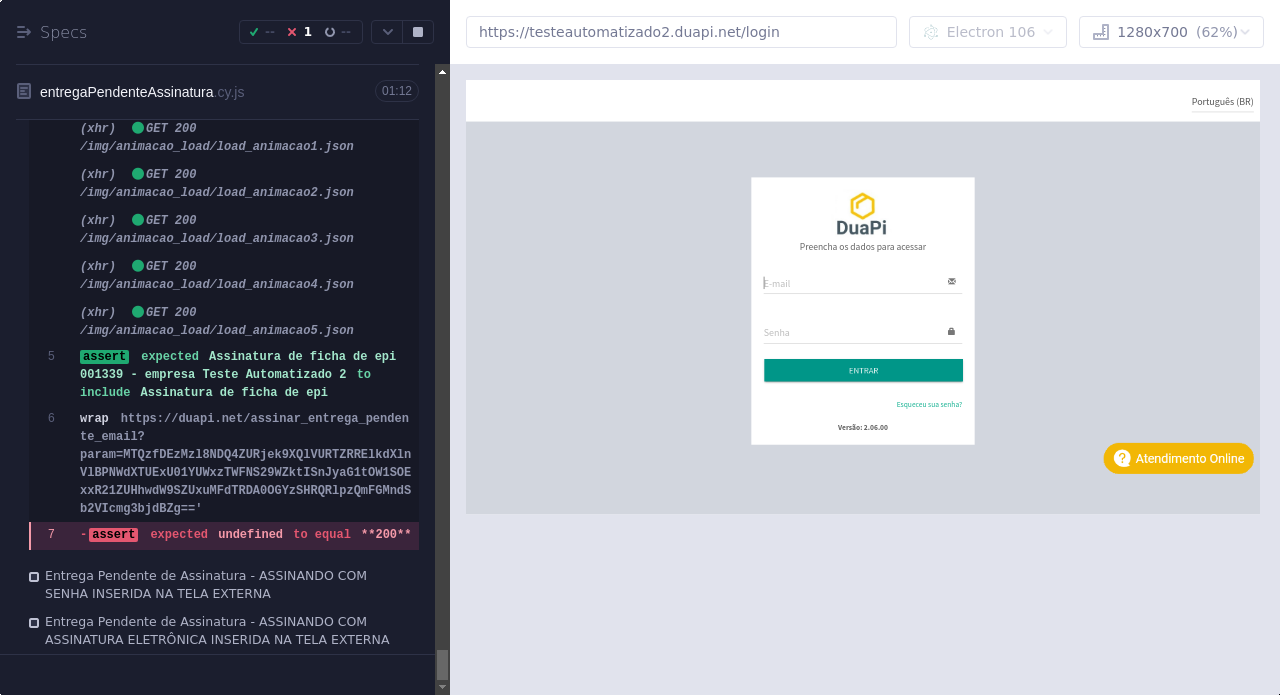 Specs
-- 1 --
https://testeautomatizado2.duapi.net/login
Electron 106
1280x700 (62%)
entregaPendenteAssinatura.cy.js
01:12
(xhr) GET 200
/img/animacao_load/load_animacao1.json
(xhr) GET 200
/img/animacao_load/load_animacao2.json
(xhr) GET 200
/img/animacao_load/load_animacao3.json
(xhr) GET 200
/img/animacao_load/load_animacao4.json
(xhr) GET 200
/img/animacao_load/load_animacao5.json
5 assert expected Assinatura de ficha de epi
001339 - empresa Teste Automatizado 2 to
include Assinatura de ficha de epi
6 wrap https://duapi.net/assinar_entrega_penden
te_email?
param=MTQzfDEzMzl8NDQ4ZURjek9XQlVURTZRRElkdXln
VlBPNWdXTUExU01YUWxzTWFNS29WZktISnJyaG1tOW1SOE
xxR21ZUHhwdW9SZUxuMFdTRDA0OGYzSHRQRlpzQmFGMndS
b2VIcmg3bjdBZg=='
7 -assert expected undefined to equal **200**
Entrega Pendente de Assinatura - ASSINANDO COM
SENHA INSERIDA NA TELA EXTERNA
Entrega Pendente de Assinatura - ASSINANDO COM
ASSINATURA ELETRÔNICA INSERIDA NA TELA EXTERNA
Português (BR)
DuaPi
Preencha os dados para acessar
E-mail
Senha
ENTRAR
Esqueceu sua senha?
Versão: 2.06.00
Atendimento Online